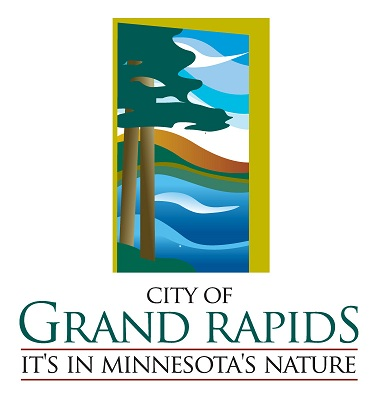 CITY OF
GRAND RAPIDS
IT'S IN MINNESOTA'S NATURE